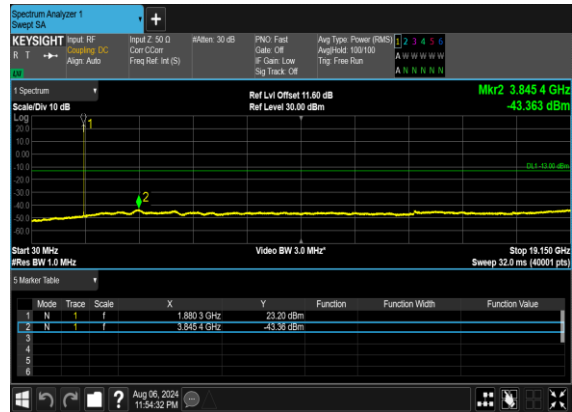 Spectrum Analyzer 1
Swept SA
+
KEYSIGHT
R T
LV
Input: RF
Coupling: DC
Align: Auto
Input Z: 50 Ω
Corr CCorr
Freq Ref: Int (S)
#Atten: 30 dB
PNO: Fast
Gate: Off
IF Gain: Low
Sig Track: Off
Avg Type: Power (RMS)
Avg|Hold: 100/100
Trig: Free Run
1 2 3 4 5 6
A W W W W W
A N N N N N
1 Spectrum
Scale/Div 10 dB
Ref Lvl Offset 11.60 dB
Ref Level 30.00 dBm
Mkr2 3.845 4 GHz
-43.363 dBm
Log
20.0
10.0
0.00
-10.0
-20.0
-30.0
-40.0
-50.0
-60.0
1
2
DL1 -13.00 dBm
Start 30 MHz
#Res BW 1.0 MHz
Video BW 3.0 MHz*
Stop 19.150 GHz
Sweep 32.0 ms (40001 pts)
5 Marker Table
Mode Trace Scale X Y Function Function Width Function Value
1 N 1 f 1.880 3 GHz 23.20 dBm
2 N 1 f 3.845 4 GHz -43.36 dBm
3
4
5
6
?
Aug 06, 2024
11:54:32 PM